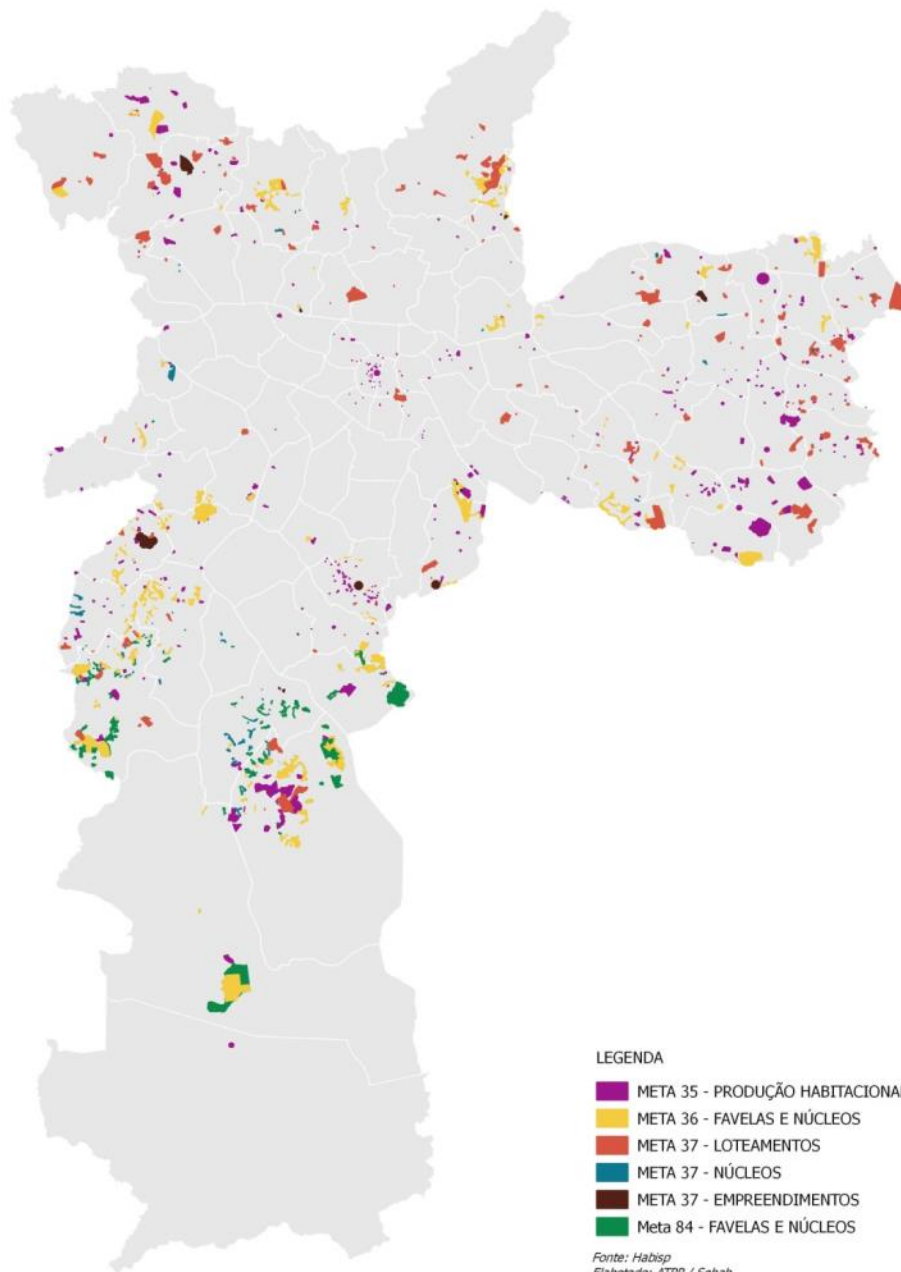 LEGENDA
META 35 - PRODUÇÃO HABITACIONAL
META 36 - FAVELAS E NÚCLEOS
META 37 - LOTEAMENTOS
META 37 - NÚCLEOS
META 37 - EMPREENDIMENTOS
Meta 84 - FAVELAS E NÚCLEOS
Fonte: Habisp